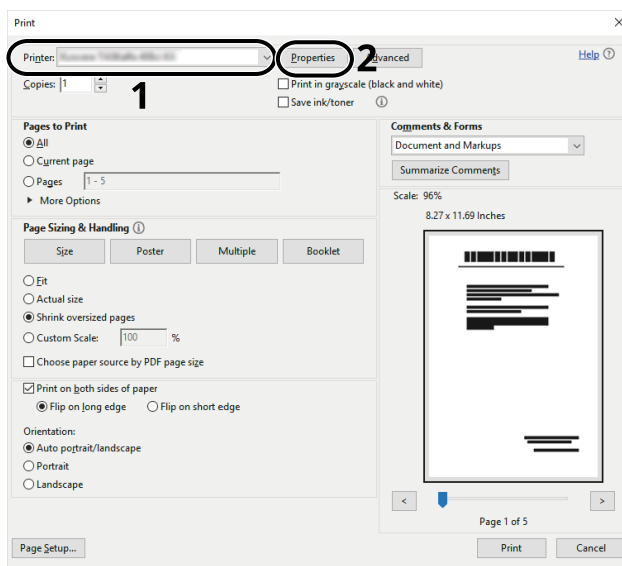 Print
Printer:
Properties
2
Advanced
Help
Copies: 1
1
Print in grayscale (black and white)
Save ink/toner
Pages to Print
All
Current page
Pages 1 - 5
More Options
Comments & Forms
Document and Markups
Summarize Comments
Page Sizing & Handling
Size Poster Multiple Booklet
Fit
Actual size
Shrink oversized pages
Custom Scale: 100 %
Choose paper source by PDF page size
Print on both sides of paper
Flip on long edge Flip on short edge
Orientation:
Auto portrait/landscape
Portrait
Landscape
Scale: 96%
8.27 x 11.69 Inches
< >
Page 1 of 5
Page Setup...
Print Cancel